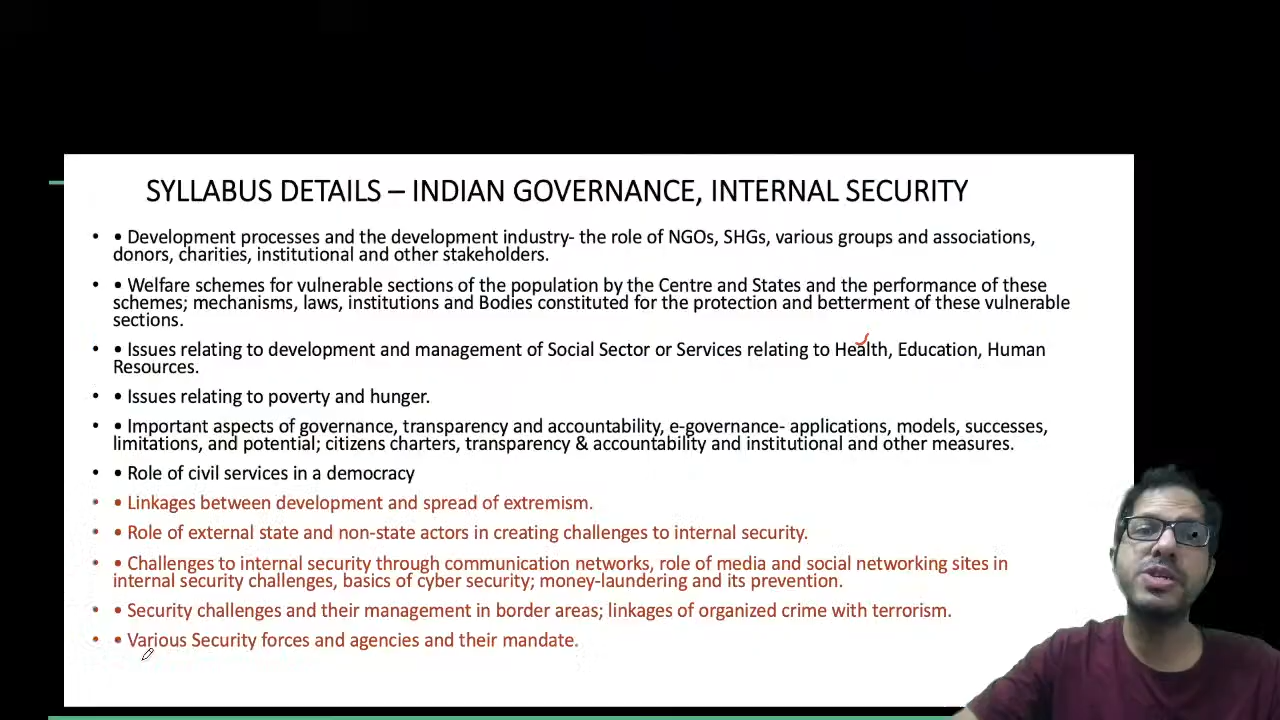 SYLLABUS DETAILS – INDIAN GOVERNANCE, INTERNAL SECURITY
• • Development processes and the development industry- the role of NGOs, SHGs, various groups and associations,
donors, charities, institutional and other stakeholders.
• • Welfare schemes for vulnerable sections of the population by the Centre and States and the performance of these
schemes; mechanisms, laws, institutions and Bodies constituted for the protection and betterment of these vulnerable
sections.
• • Issues relating to development and management of Social Sector or Services relating to Health, Education, Human
Resources.
• • Issues relating to poverty and hunger.
• • Important aspects of governance, transparency and accountability, e-governance- applications, models, successes,
limitations, and potential; citizens charters, transparency & accountability and institutional and other measures.
• • Role of civil services in a democracy
• • Linkages between development and spread of extremism.
• • Role of external state and non-state actors in creating challenges to internal security.
• • Challenges to internal security through communication networks, role of media and social networking sites in
internal security challenges, basics of cyber security; money-laundering and its prevention.
• • Security challenges and their management in border areas; linkages of organized crime with terrorism.
• • Various Security forces and agencies and their mandate.